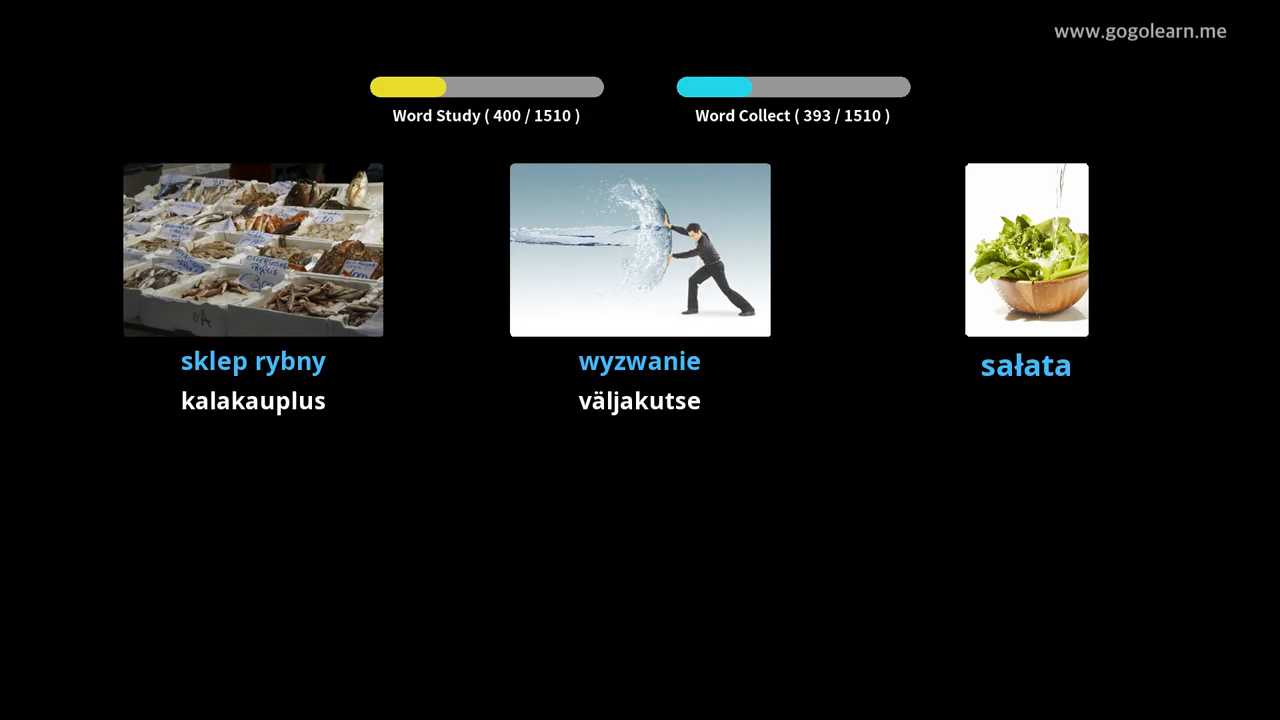 www.gogolearn.me
Word Study ( 400 / 1510 )
Word Collect ( 393 / 1510 )
sklep rybny
kalakauplus
wyzwanie
väljakutse
sałata